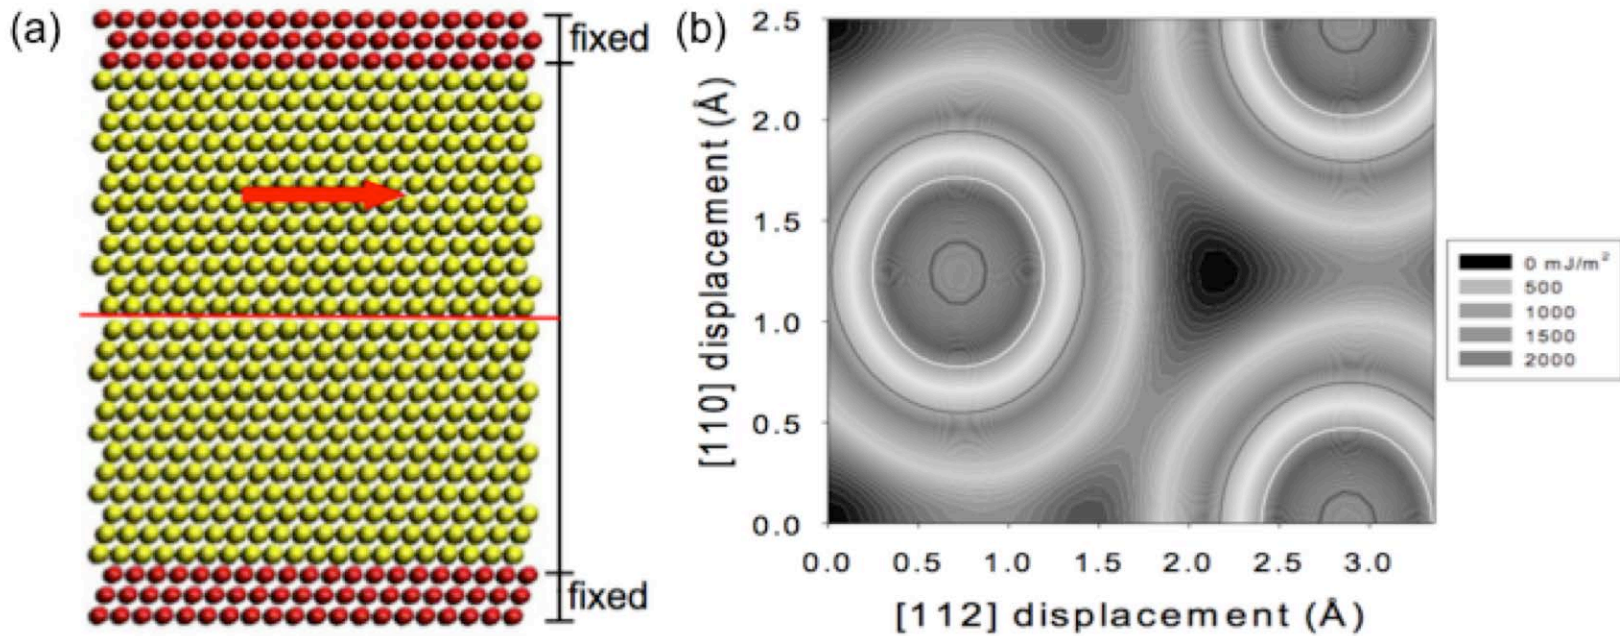 (a)
fixed
fixed
(b)
[110] displacement (Å)
2.5
2.0
1.5
1.0
0.5
0.0
0.0 0.5 1.0 1.5 2.0 2.5 3.0
[112] displacement (Å)
0 mJ/m²
500
1000
1500
2000